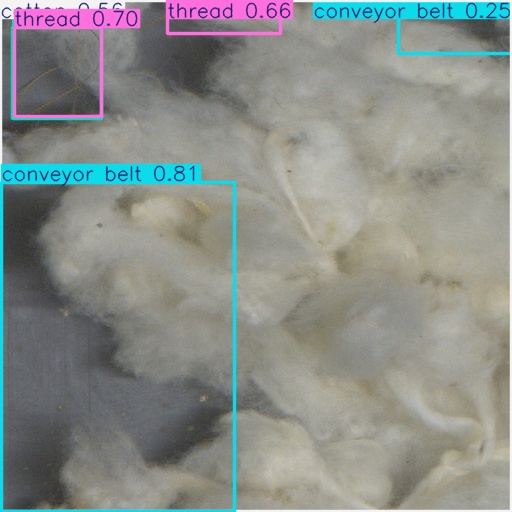 cotton 0.56
thread 0.70
thread 0.66
conveyor belt 0.25
conveyor belt 0.81